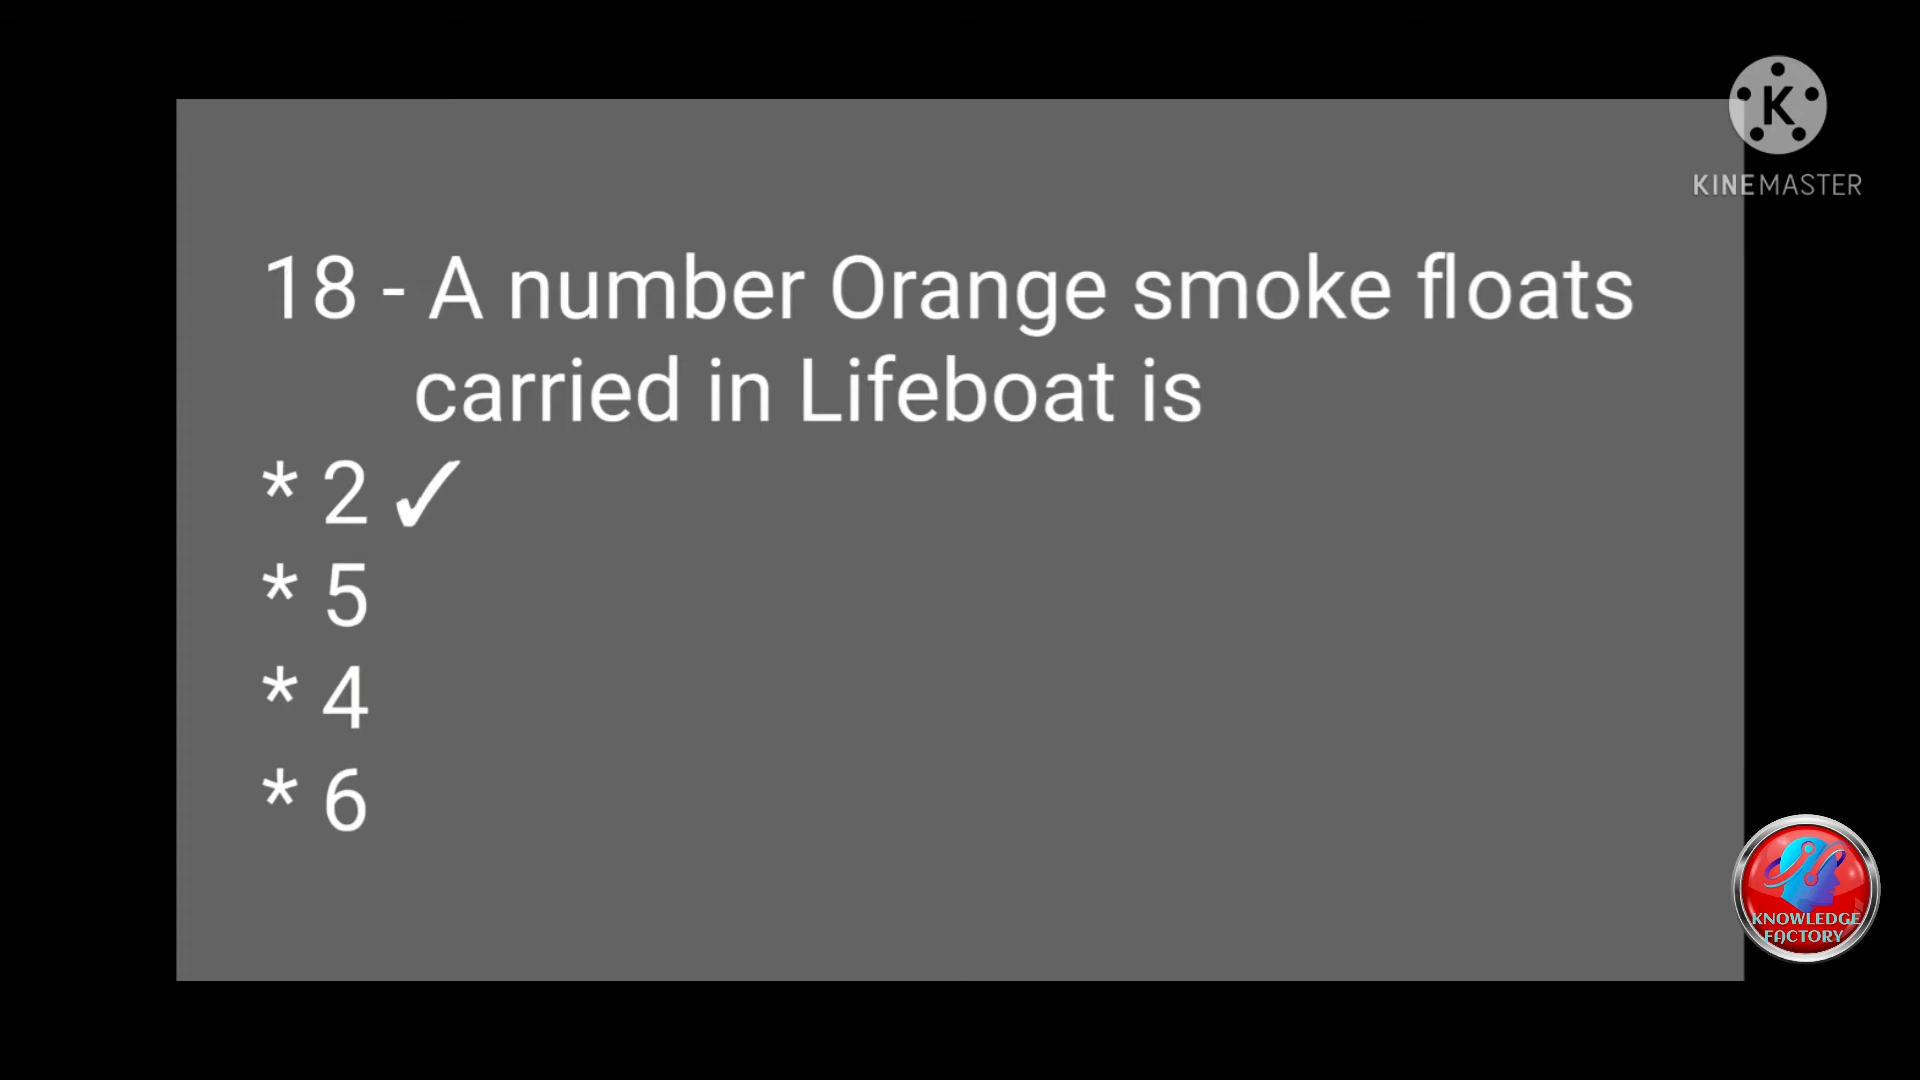 K
KINEMASTER
18 - A number Orange smoke floats
carried in Lifeboat is
* 2 ✓
* 5
* 4
* 6
KNOWLEDGE
FACTORY